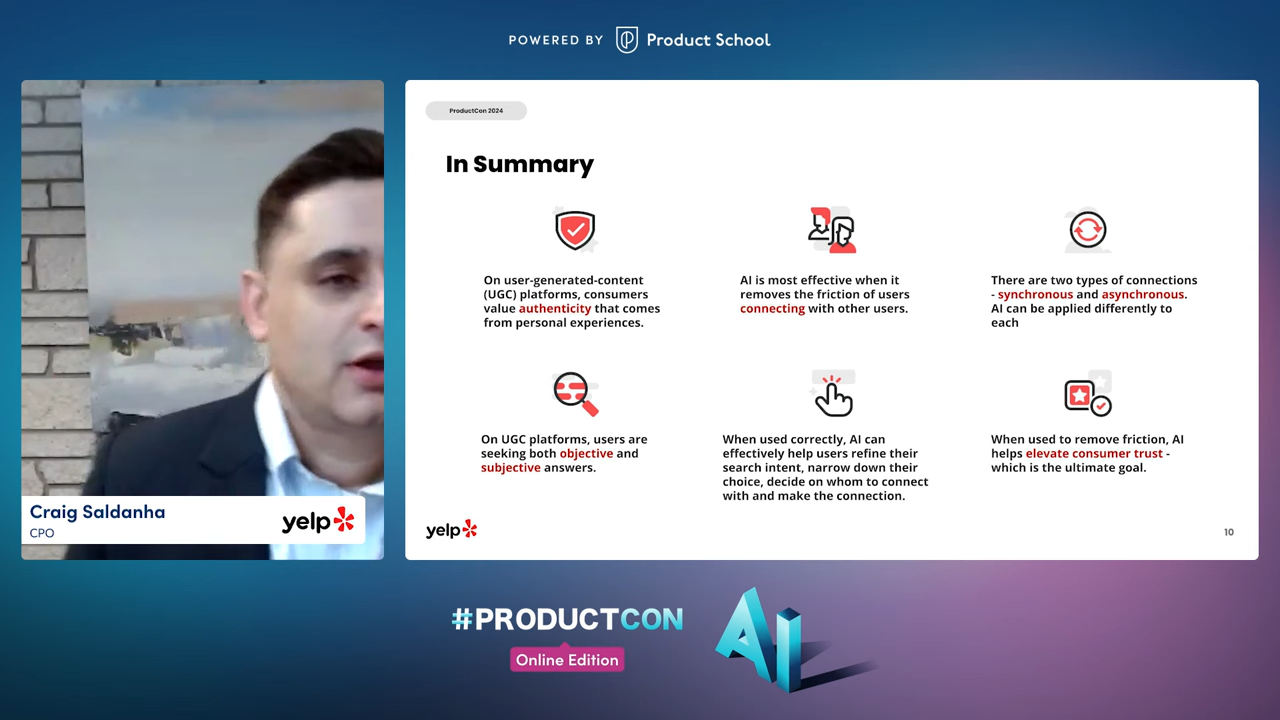 POWERED BY Product School
ProductCon 2024
In Summary
On user-generated-content
(UGC) platforms, consumers
value authenticity that comes
from personal experiences.
AI is most effective when it
removes the friction of users
connecting with other users.
There are two types of connections
- synchronous and asynchronous.
AI can be applied differently to
each
On UGC platforms, users are
seeking both objective and
subjective answers.
When used correctly, AI can
effectively help users refine their
search intent, narrow down their
choice, decide on whom to connect
with and make the connection.
When used to remove friction, AI
helps elevate consumer trust -
which is the ultimate goal.
yelp
10
Craig Saldanha
CPO
yelp
#PRODUCTCON
Online Edition
AI